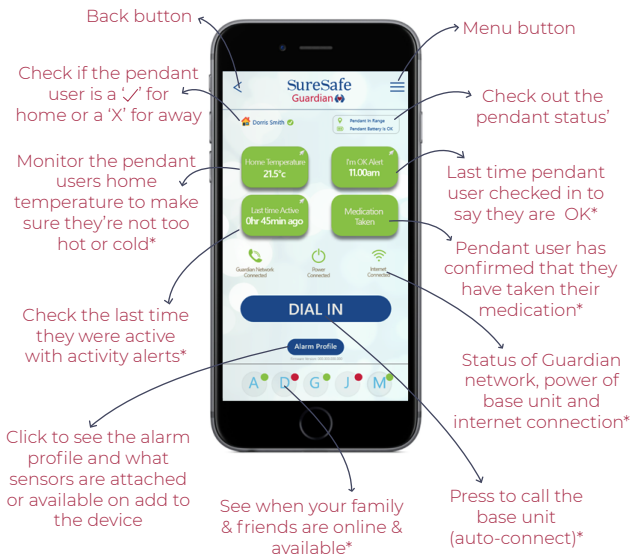 Back button
Menu button
Check if the pendant
user is a ‘✓’ for
home or a ‘X’ for away
Check out the
pendant status’
Monitor the pendant
users home
temperature to make
sure they’re not too
hot or cold*
Last time pendant
user checked in to
say they are OK*
Pendant user has
confirmed that they
have taken their
medication*
Check the last time
they were active
with activity alerts*
Status of Guardian
network, power of
base unit and
internet connection*
Click to see the alarm
profile and what
sensors are attached
or available on add to
the device
See when your family
& friends are online &
available*
Press to call the
base unit
(auto-connect)*
SureSafe
Guardian
Dorris Smith
Pendant In Range
Pendant Battery is OK
Home Temperature
21.5°c
I'm OK Alert
11.00am
Last time Active
0hr 45min ago
Medication
Taken
Guardian Network
Connected
Power
Connected
Internet
Connected
DIAL IN
Alarm Profile
A D G J M